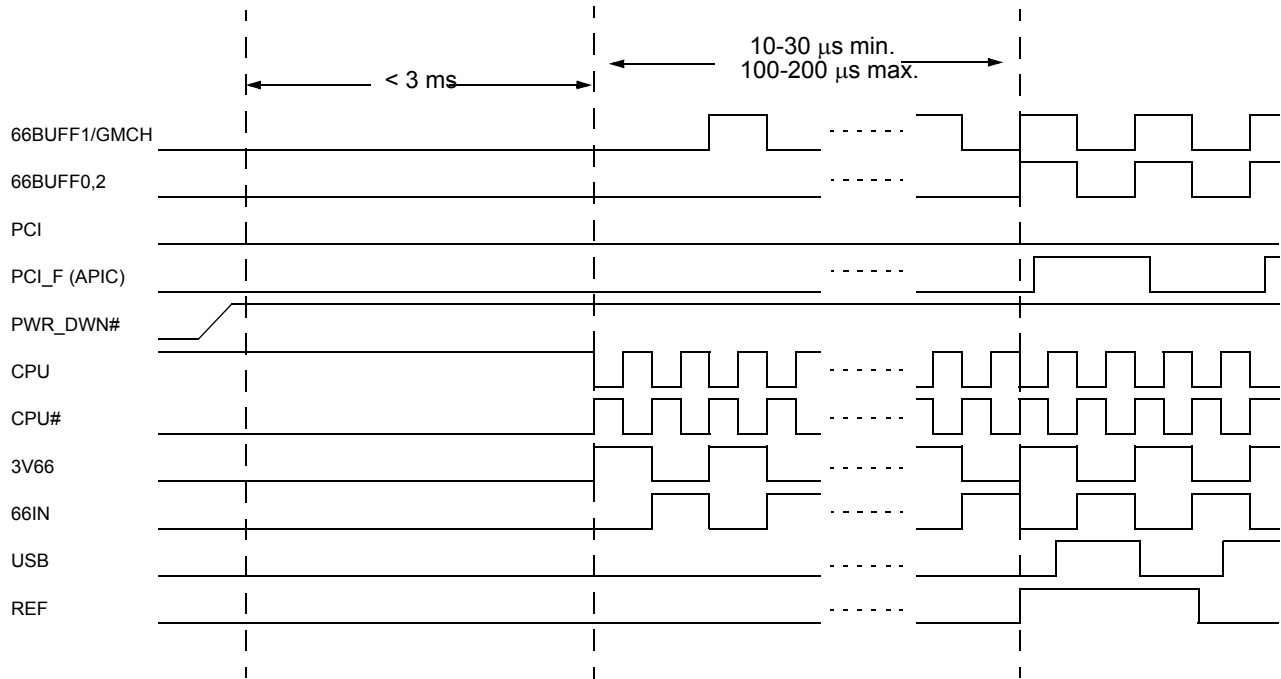 10-30 μs min.
100-200 μs max.
< 3 ms
66BUFF1/GMCH
66BUFF0,2
PCI
PCI_F (APIC)
PWR_DWN#
CPU
CPU#
3V66
66IN
USB
REF